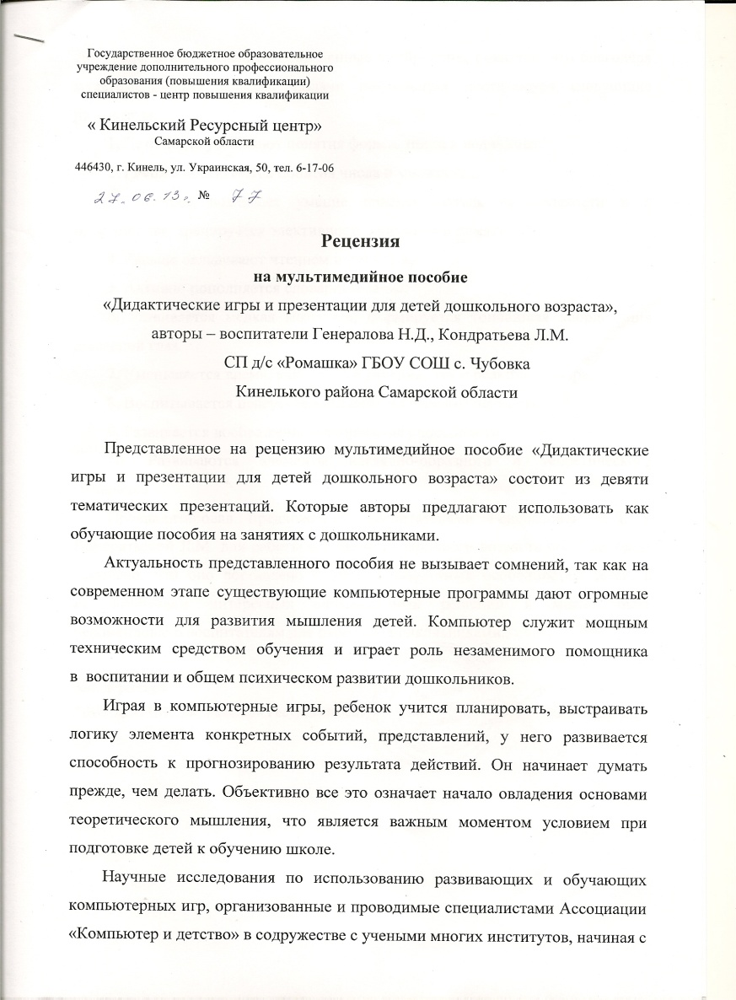 Государственное бюджетное образовательное
учреждение дополнительного профессионального
образования (повышения квалификации)
специалистов - центр повышения квалификации
« Кинельский Ресурсный центр»
Самарской области
446430, г. Кинель, ул. Украинская, 50, тел. 6-17-06
27.06.13г. № 77
Рецензия
на мультимедийное пособие
«Дидактические игры и презентации для детей дошкольного возраста»,
авторы – воспитатели Генералова Н.Д., Кондратьева Л.М.
СП д/с «Ромашка» ГБОУ СОШ с. Чубовка
Кинелького района Самарской области
Представленное на рецензию мультимедийное пособие «Дидактические
игры и презентации для детей дошкольного возраста» состоит из девяти
тематических презентаций. Которые авторы предлагают использовать как
обучающие пособия на занятиях с дошкольниками.
Актуальность представленного пособия не вызывает сомнений, так как на
современном этапе существующие компьютерные программы дают огромные
возможности для развития мышления детей. Компьютер служит мощным
техническим средством обучения и играет роль незаменимого помощника
в воспитании и общем психическом развитии дошкольников.
Играя в компьютерные игры, ребенок учится планировать, выстраивать
логику элемента конкретных событий, представлений, у него развивается
способность к прогнозированию результата действий. Он начинает думать
прежде, чем делать. Объективно все это означает начало овладения основами
теоретического мышления, что является важным моментом условием при
подготовке детей к обучению школе.
Научные исследования по использованию развивающих и обучающих
компьютерных игр, организованные и проводимые специалистами Ассоциации
«Компьютер и детство» в содружестве с учеными многих институтов, начиная с